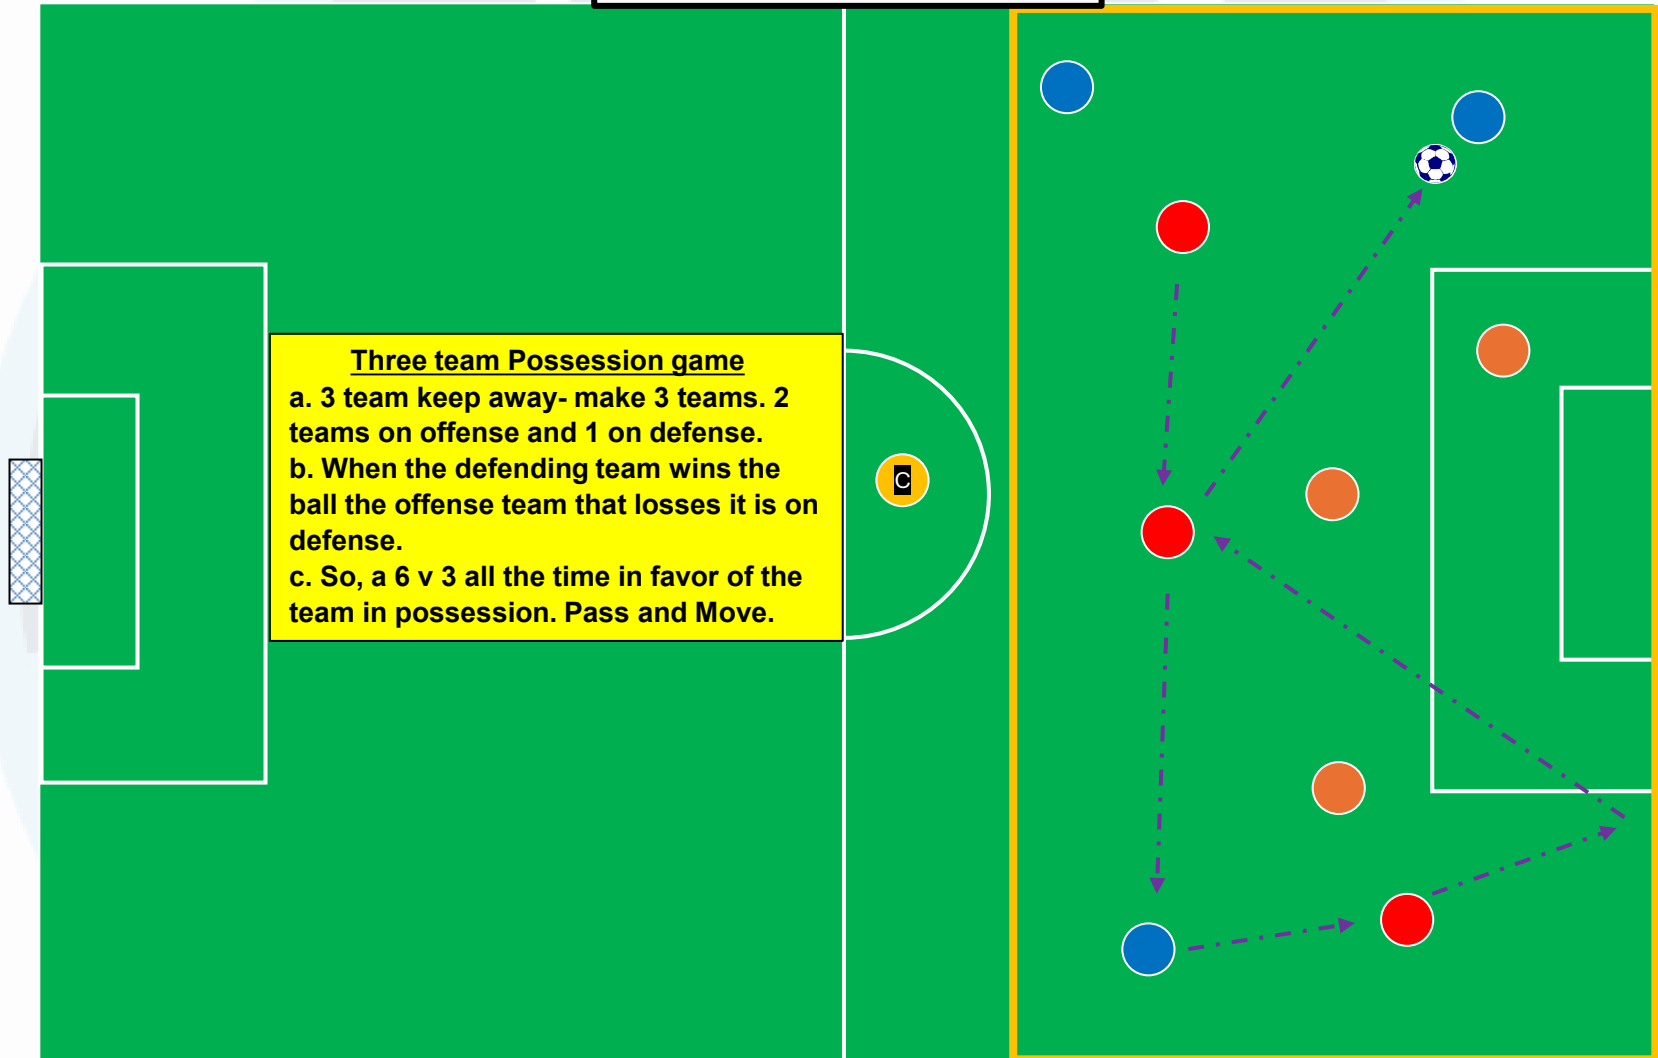 Three team Possession game
a. 3 team keep away- make 3 teams. 2
teams on offense and 1 on defense.
b. When the defending team wins the
ball the offense team that losses it is on
defense.
c. So, a 6 v 3 all the time in favor of the
team in possession. Pass and Move.
C